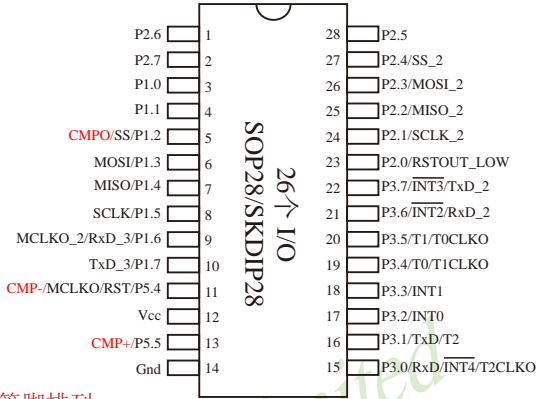 P2.6 1 28 P2.5
P2.7 2 27 P2.4/SS_2
P1.0 3 26 P2.3/MOSI_2
P1.1 4 25 P2.2/MISO_2
CMPO/SS/P1.2 5 24 P2.1/SCLK_2
MOSI/P1.3 6 23 P2.0/RSTOUT_LOW
MISO/P1.4 7 22 P3.7/INT3/TxD_2
SCLK/P1.5 8 21 P3.6/INT2/RxD_2
MCLKO_2/RxD_3/P1.6 9 20 P3.5/T1/T0CLKO
TxD_3/P1.7 10 19 P3.4/T0/T1CLKO
CMP-/MCLKO/RST/P5.4 11 18 P3.3/INT1
Vcc 12 17 P3.2/INT0
CMP+/P5.5 13 16 P3.1/TxD/T2
Gnd 14 15 P3.0/RxD/INT4/T2CLKO
26个 I/O
SOP28/SKDIP28